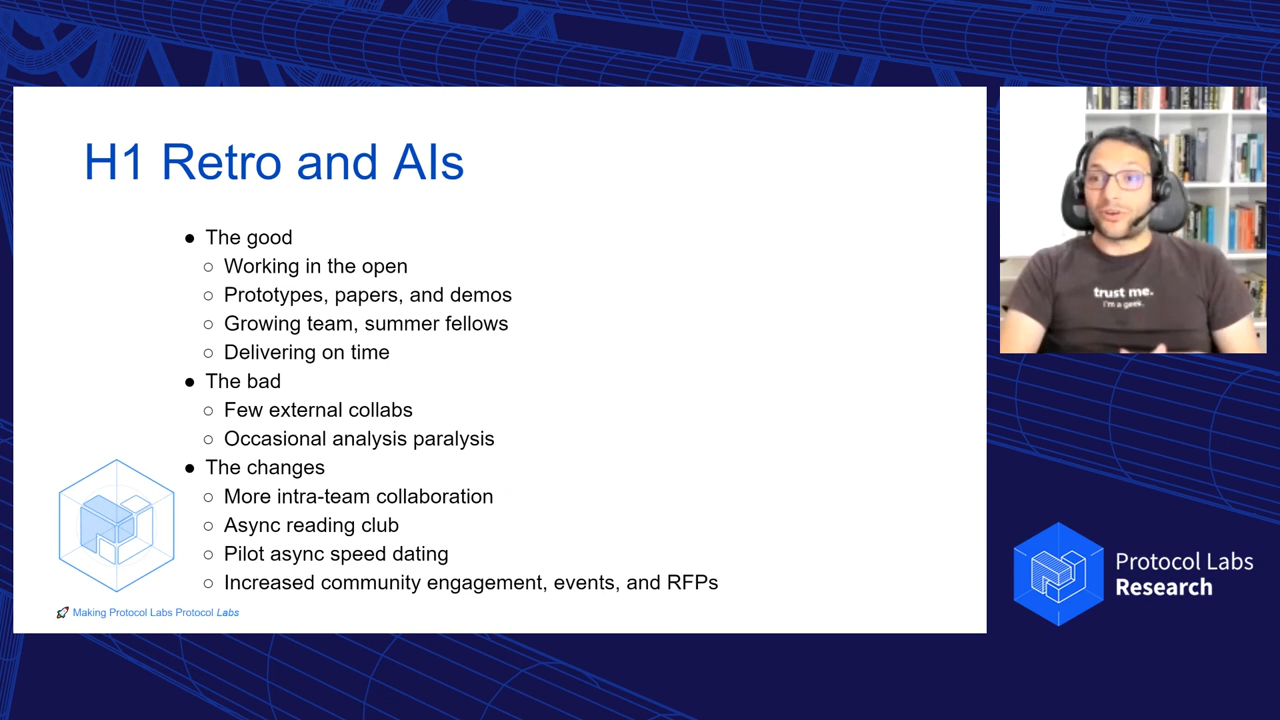 H1 Retro and AIs
● The good
○ Working in the open
○ Prototypes, papers, and demos
○ Growing team, summer fellows
○ Delivering on time
● The bad
○ Few external collabs
○ Occasional analysis paralysis
● The changes
○ More intra-team collaboration
○ Async reading club
○ Pilot async speed dating
○ Increased community engagement, events, and RFPs
🚀 Making Protocol Labs Protocol Labs
trust me.
I'm a geek.
Protocol Labs
Research